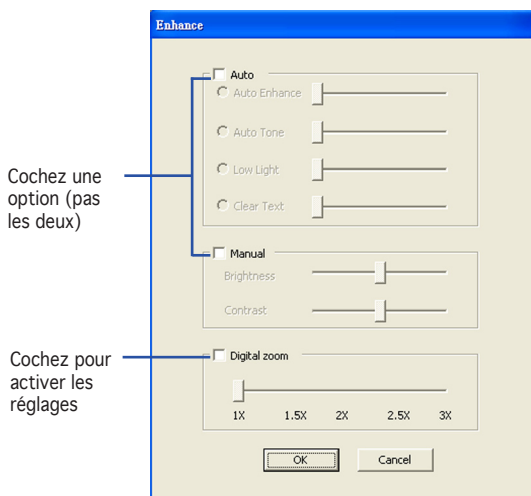 Enhance
Auto
Auto Enhance
Auto Tone
Cochez une
option (pas
les deux)
Low Light
Clear Text
Manual
Brightness
Contrast
Cochez pour
activer les
réglages
Digital zoom
1X 1.5X 2X 2.5X 3X
OK Cancel